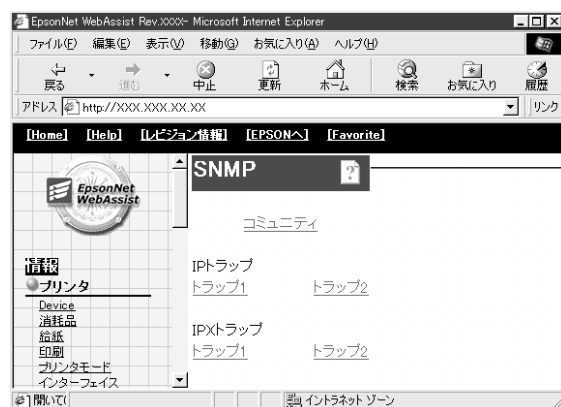 EpsonNet WebAssist Rev.XXXX- Microsoft Internet Explorer
ファイル(F) 編集(E) 表示(V) 移動(G) お気に入り(A) ヘルプ(H)
戻る 進む 中止 更新 ホーム 検索 お気に入り 履歴
アドレス http://XXX.XXX.XX.XX リンク
[Home] [Help] [レビジョン情報] [EPSONへ] [Favorite]
EpsonNet
WebAssist
SNMP ?
コミュニティ
IPトラップ
トラップ1 トラップ2
IPXトラップ
トラップ1 トラップ2
情報
プリンタ
Device
消耗品
給紙
印刷
プリンタモード
インターフェイス
開いて(
イントラネット ゾーン